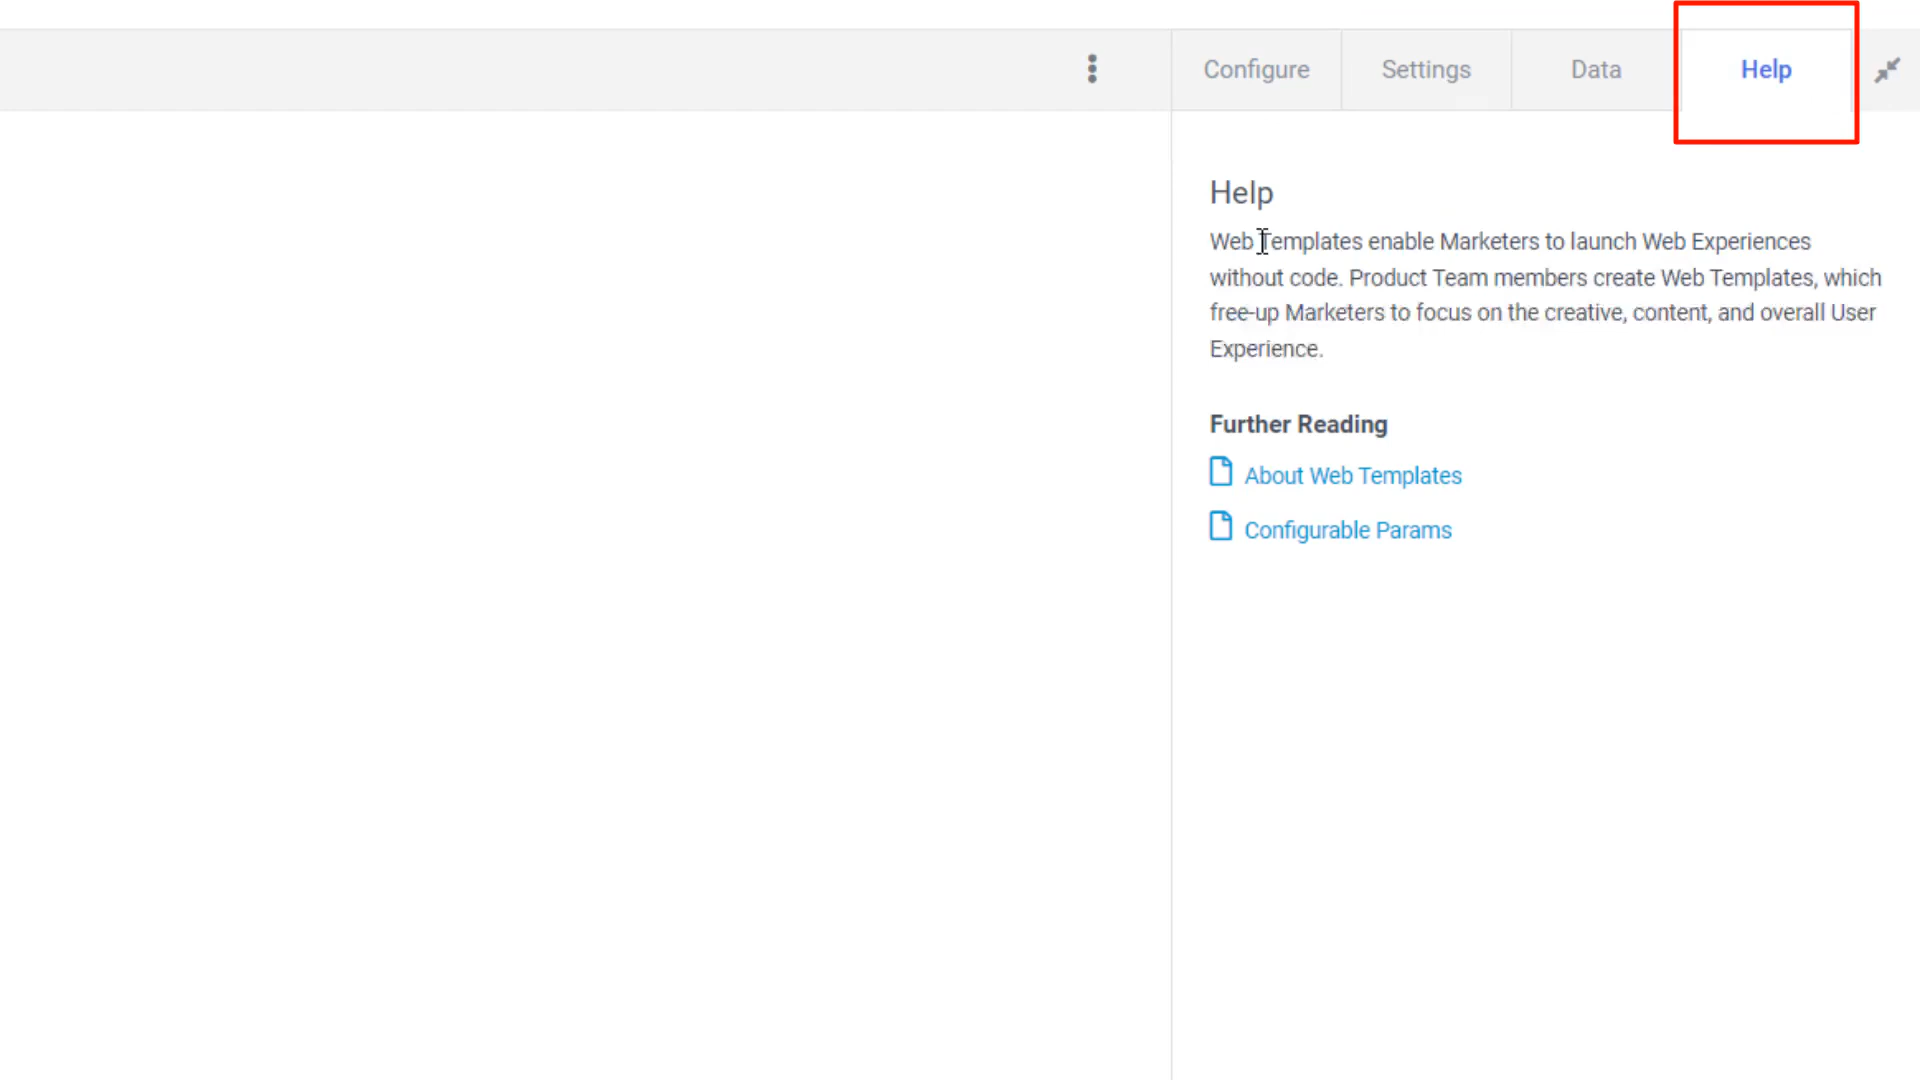 Configure Settings Data Help
Help
Web Templates enable Marketers to launch Web Experiences
without code. Product Team members create Web Templates, which
free-up Marketers to focus on the creative, content, and overall User
Experience.
Further Reading
About Web Templates
Configurable Params